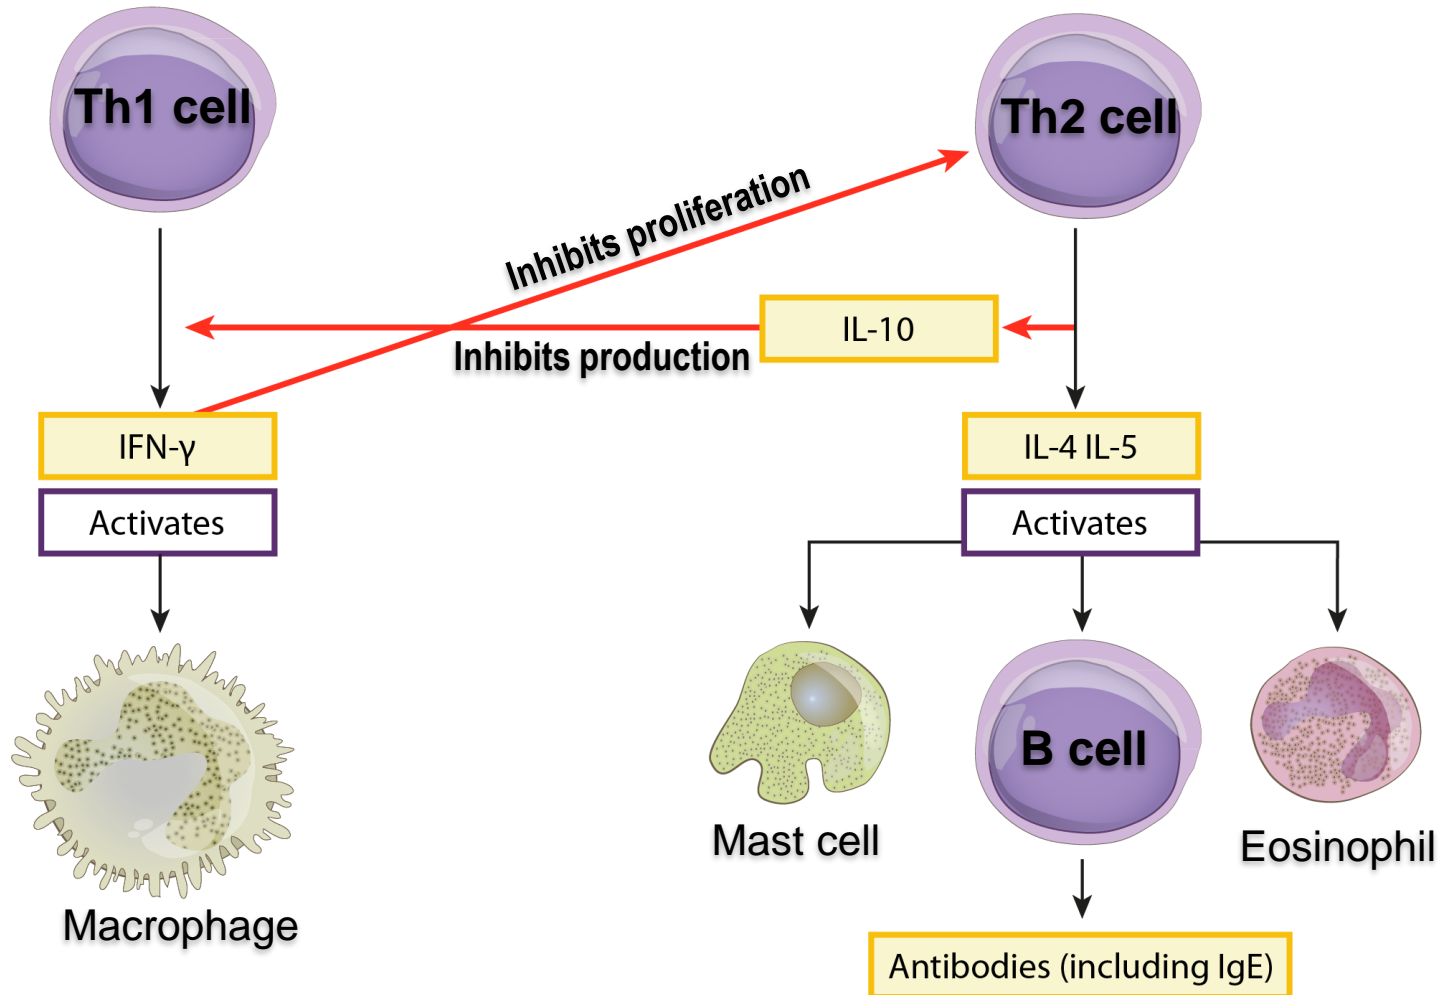 Th1 cell
Th2 cell
Inhibits proliferation
IL-10
Inhibits production
IFN-γ
IL-4 IL-5
Activates
Activates
B cell
Mast cell
Eosinophil
Macrophage
Antibodies (including IgE)